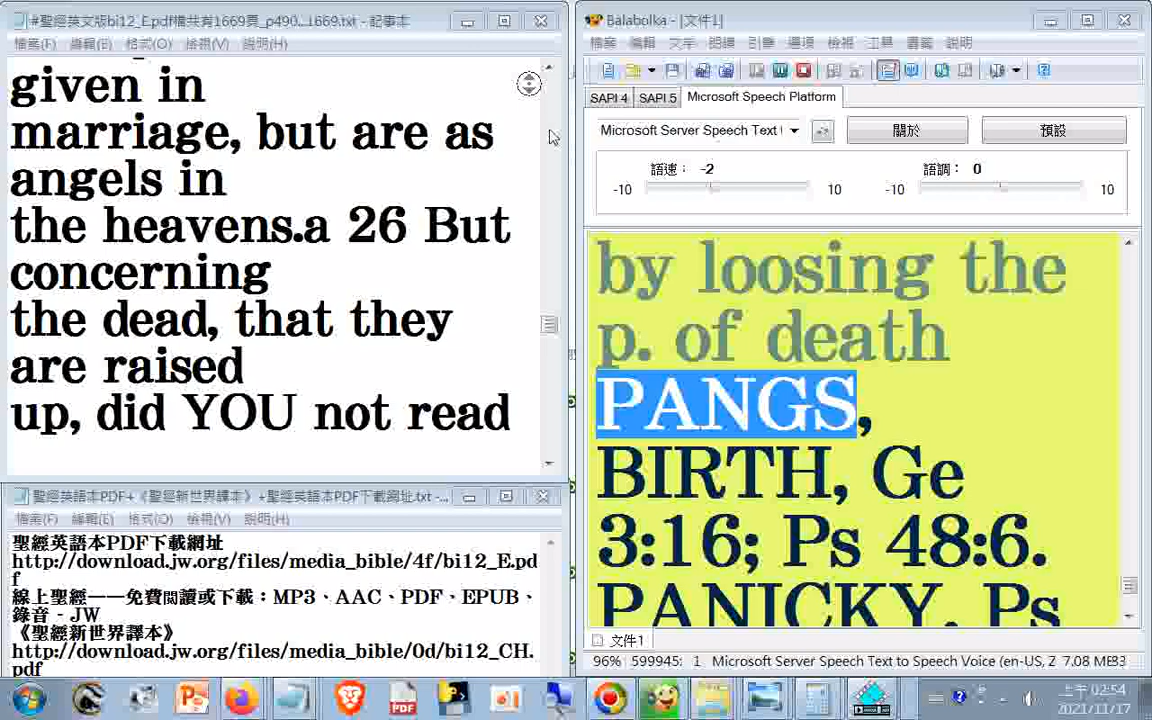 #聖經英文版bi12_E.pdf檔共有1669頁_p490...1669.txt - 記事本
檔案(F) 編輯(E) 格式(O) 檢視(V) 說明(H)
given in
marriage, but are as
angels in
the heavens.a 26 But
concerning
the dead, that they
are raised
up, did YOU not read
聖經英語本PDF+《聖經新世界譯本》+聖經英語本PDF下載網址.txt -...
檔案(F) 編輯(E) 格式(O) 檢視(V) 說明(H)
聖經英語本PDF下載網址
http://download.jw.org/files/media_bible/4f/bi12_E.pd
f
線上聖經——免費閱讀或下載：MP3、AAC、PDF、EPUB、
錄音 - JW
《聖經新世界譯本》
http://download.jw.org/files/media_bible/0d/bi12_CH.
pdf
Balabolka - [文件1]
檔案 編輯 文字 朗讀 引擎 選項 檢視 工具 書籤 說明
SAPI 4 SAPI 5 Microsoft Speech Platform
Microsoft Server Speech Text 關於 預設
語速： -2 語調： 0
-10 10 -10 10
by loosing the
p. of death
PANGS,
BIRTH, Ge
3:16; Ps 48:6.
PANICKY, Ps
文件1
96% 1 Microsoft Server Speech Text to Speech Voice (en-US, Z 7.08 MB
上午 02:54
2021/11/17